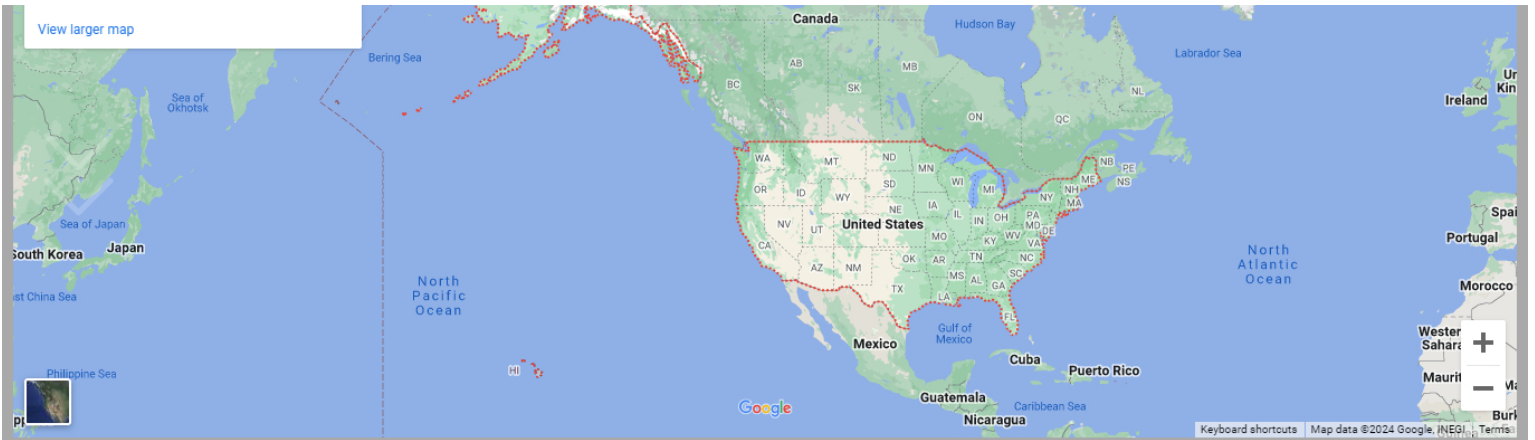 View larger map
Canada
Hudson Bay
Bering Sea
Labrador Sea
AB
MB
BC
SK
NL
Sea of
Okhotsk
Ireland
ON
QC
WA
MT
ND
MN
NB
PE
NS
ME
OR
ID
SD
WI
MI
NY
NH
MA
WY
NE
IA
IL
IN
OH
PA
MD
DE
Sea of Japan
NV
UT
United States
MO
KY
WV
VA
Japan
South Korea
CA
OK
AR
TN
NC
Portugal
AZ
NM
MS
AL
GA
SC
North
Atlantic
Ocean
North
Pacific
Ocean
TX
LA
FL
Morocco
st China Sea
Gulf of
Mexico
Mexico
Cuba
Puerto Rico
HI
Philippine Sea
Guatemala
Caribbean Sea
Nicaragua
Google
Keyboard shortcuts
Map data ©2024 Google, INEGI
Terms